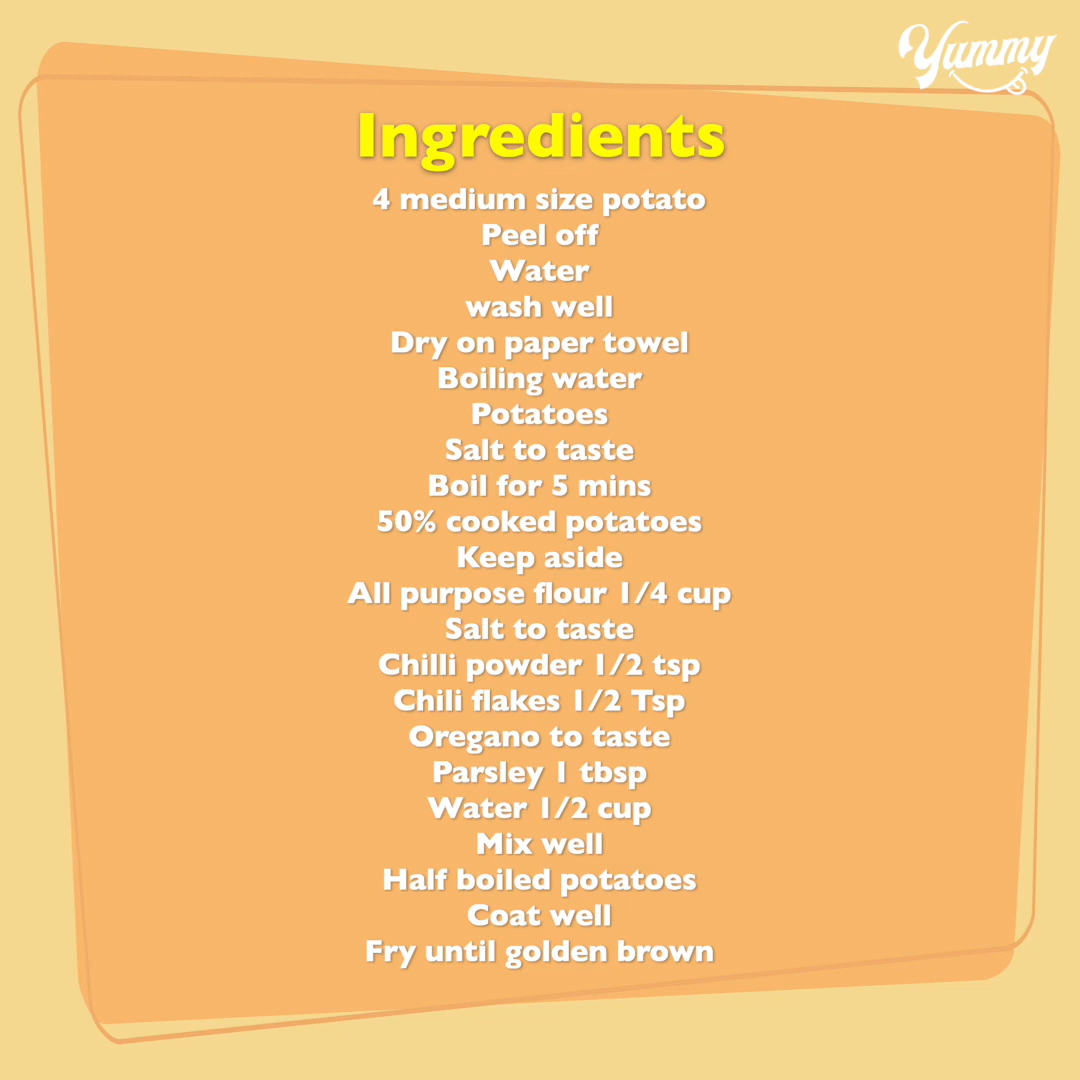 Yummy
Ingredients
4 medium size potato
Peel off
Water
wash well
Dry on paper towel
Boiling water
Potatoes
Salt to taste
Boil for 5 mins
50% cooked potatoes
Keep aside
All purpose flour 1/4 cup
Salt to taste
Chilli powder 1/2 tsp
Chili flakes 1/2 Tsp
Oregano to taste
Parsley 1 tbsp
Water 1/2 cup
Mix well
Half boiled potatoes
Coat well
Fry until golden brown